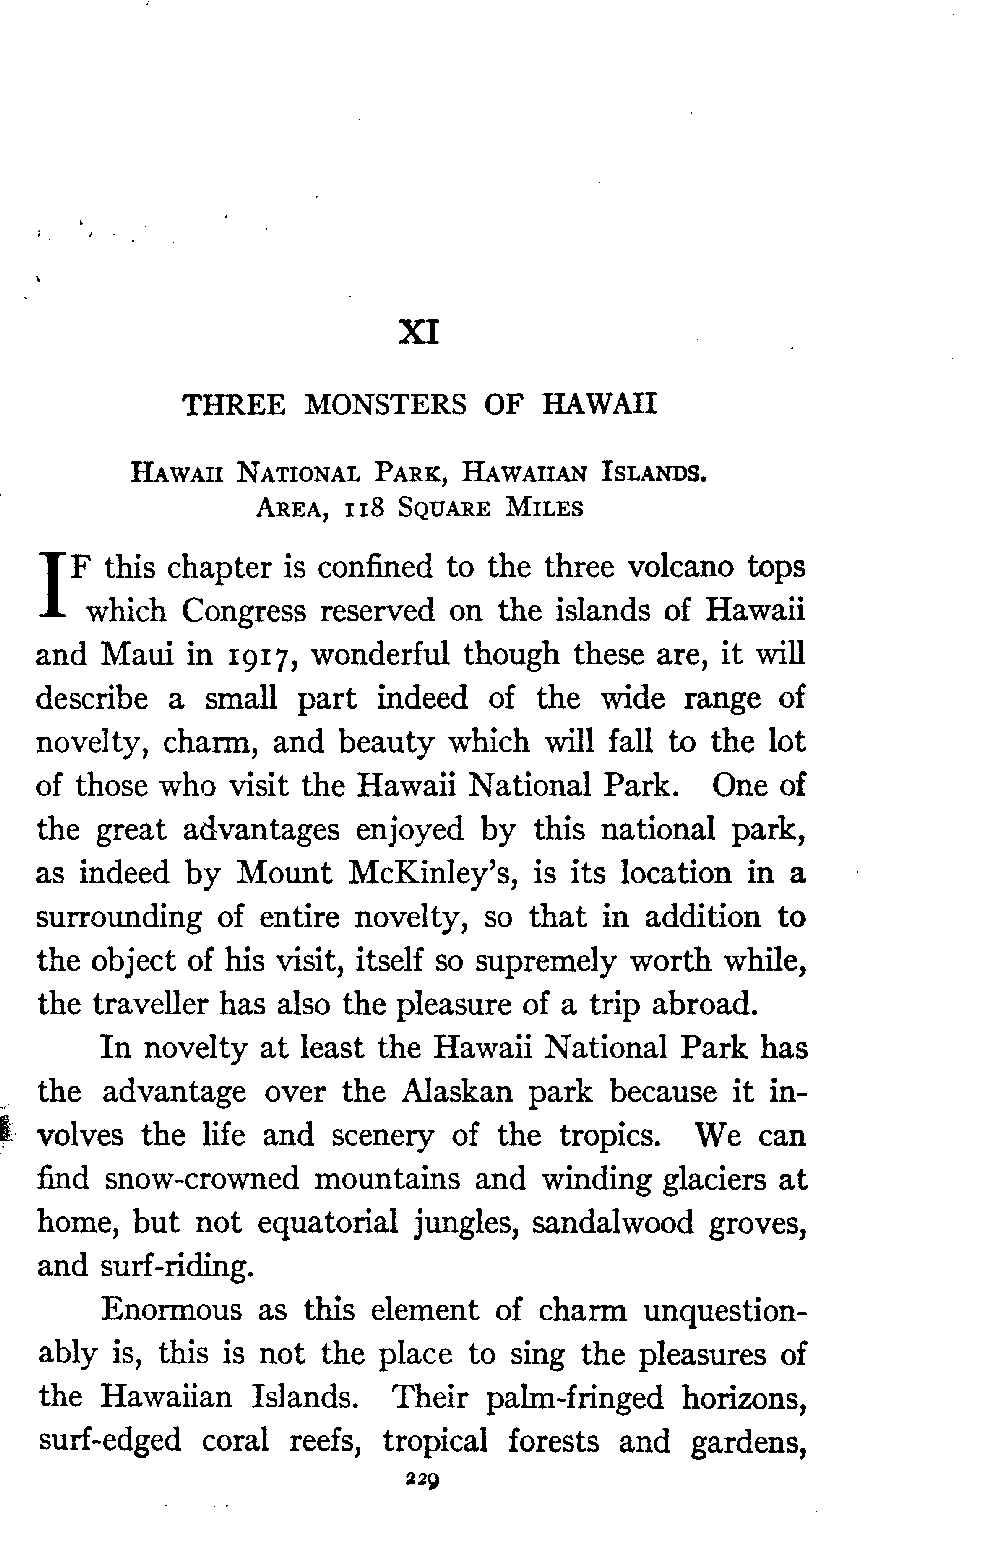 XI
THREE MONSTERS OF HAWAII
HAWAII NATIONAL PARK, HAWAIIAN ISLANDS.
AREA, 118 SQUARE MILES
IF this chapter is confined to the three volcano tops
which Congress reserved on the islands of Hawaii
and Maui in 1917, wonderful though these are, it will
describe a small part indeed of the wide range of
novelty, charm, and beauty which will fall to the lot
of those who visit the Hawaii National Park. One of
the great advantages enjoyed by this national park,
as indeed by Mount McKinley's, is its location in a
surrounding of entire novelty, so that in addition to
the object of his visit, itself so supremely worth while,
the traveller has also the pleasure of a trip abroad.
In novelty at least the Hawaii National Park has
the advantage over the Alaskan park because it in-
volves the life and scenery of the tropics. We can
find snow-crowned mountains and winding glaciers at
home, but not equatorial jungles, sandalwood groves,
and surf-riding.
Enormous as this element of charm unquestion-
ably is, this is not the place to sing the pleasures of
the Hawaiian Islands. Their palm-fringed horizons,
surf-edged coral reefs, tropical forests and gardens,
229